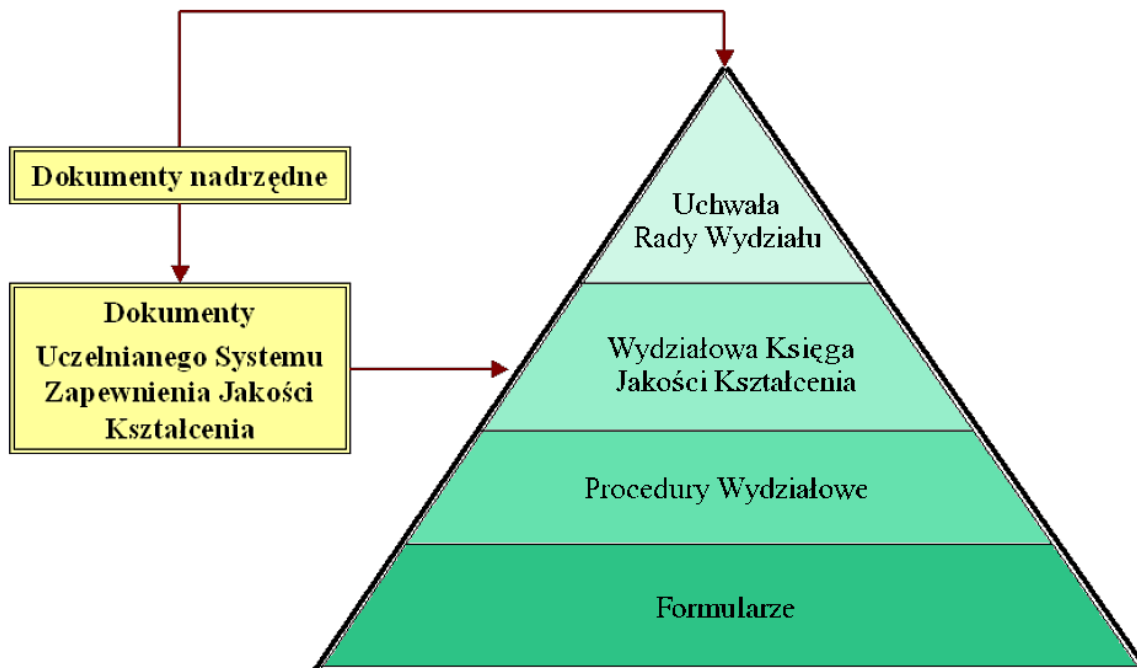 Dokumenty nadrzędne
Dokumenty
Uczelnianego Systemu
Zapewnienia Jakości
Kształcenia
Uchwała
Rady Wydziału
Wydziałowa Księga
Jakości Kształcenia
Procedury Wydziałowe
Formularze